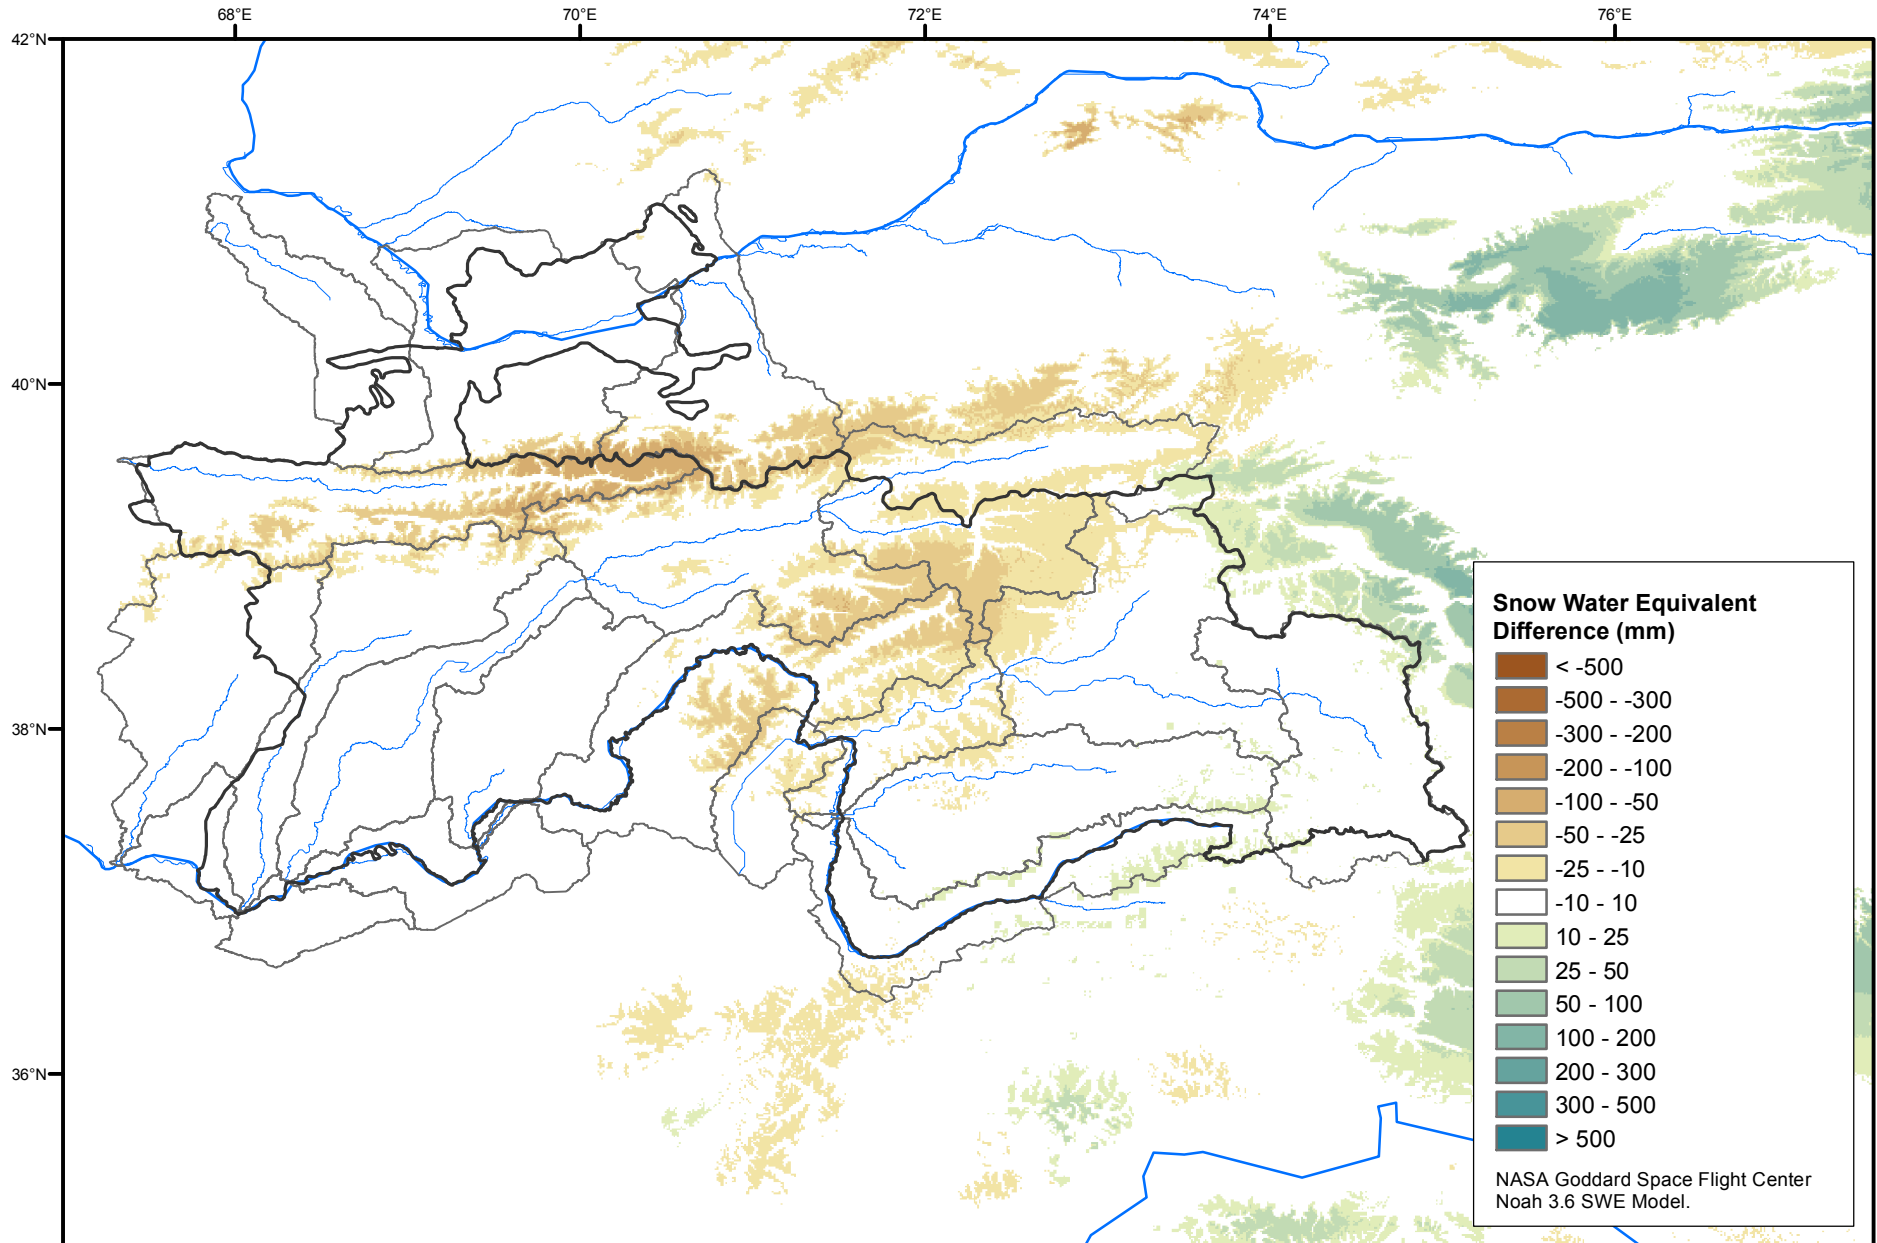 68°E
70°E
72°E
74°E
76°E
42°N
40°N
38°N
36°N
Snow Water Equivalent
Difference (mm)
< -500
-500 - -300
-300 - -200
-200 - -100
-100 - -50
-50 - -25
-25 - -10
-10 - 10
10 - 25
25 - 50
50 - 100
100 - 200
200 - 300
300 - 500
> 500
NASA Goddard Space Flight Center
Noah 3.6 SWE Model.